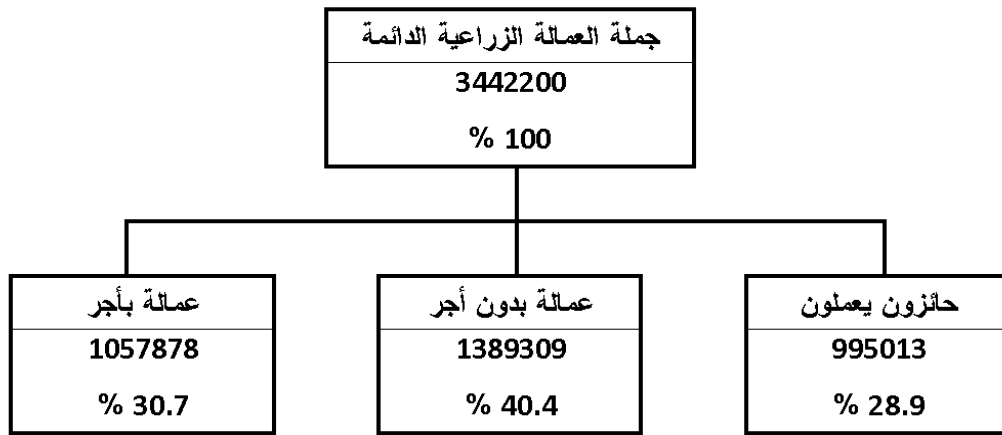 جملة العمالة الزراعية الدائمة
3442200
% 100
حائزون يعملون
995013
% 28.9
عمالة بدون أجر
1389309
% 40.4
عمالة بأجر
1057878
% 30.7